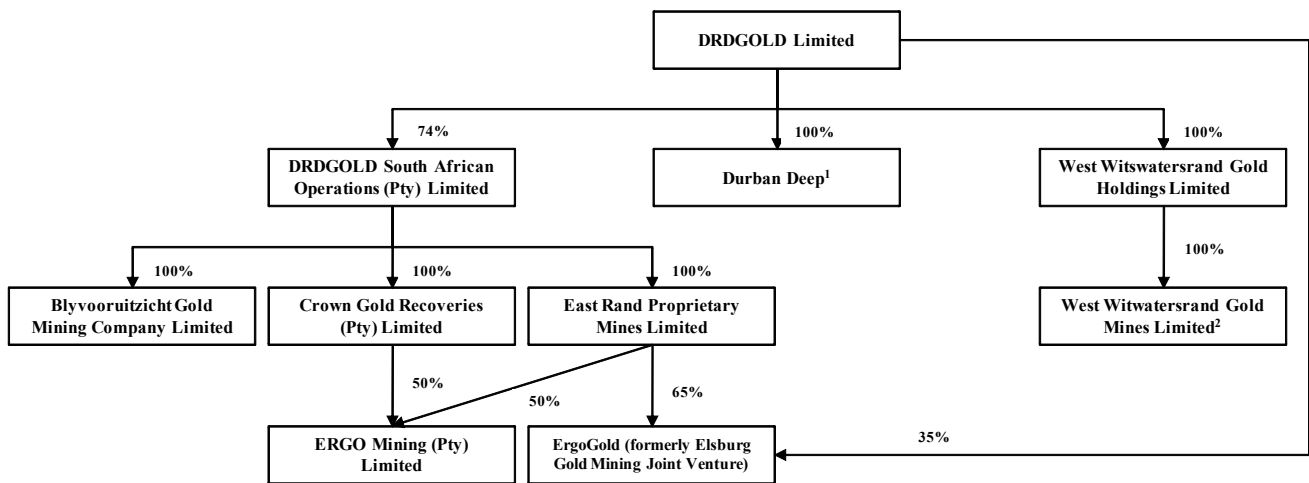 DRDGOLD Limited
74%
100%
100%
DRDGOLD South African
Operations (Pty) Limited
Durban Deep¹
West Witswatersrand Gold
Holdings Limited
100%
100%
100%
100%
Blyvooruitzicht Gold
Mining Company Limited
Crown Gold Recoveries
(Pty) Limited
East Rand Proprietary
Mines Limited
West Witwatersrand Gold
Mines Limited²
50%
50%
65%
35%
ERGO Mining (Pty)
Limited
ErgoGold (formerly Elsburg
Gold Mining Joint Venture)